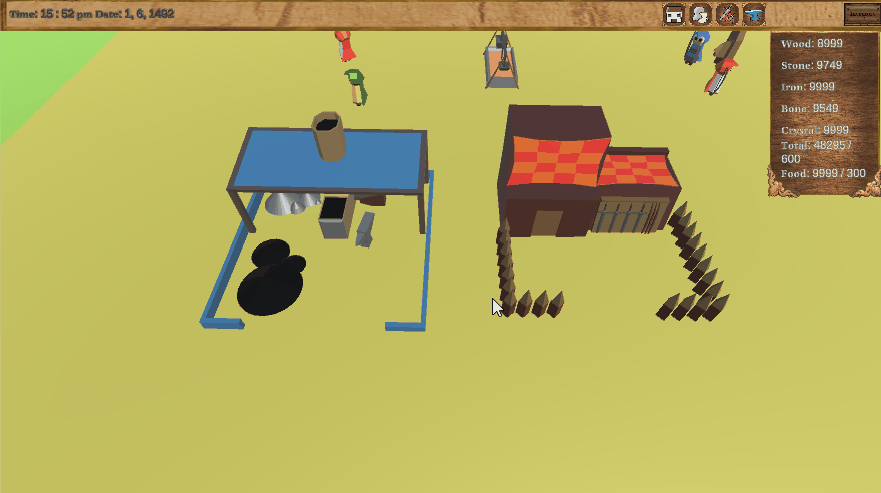 Time: 15 : 52 pm Date: 1, 6, 1492
Wood: 8999
Stone: 9749
Iron: 9999
Bone: 9549
Crystal: 9999
Total: 482957
600
Food: 9999 / 300